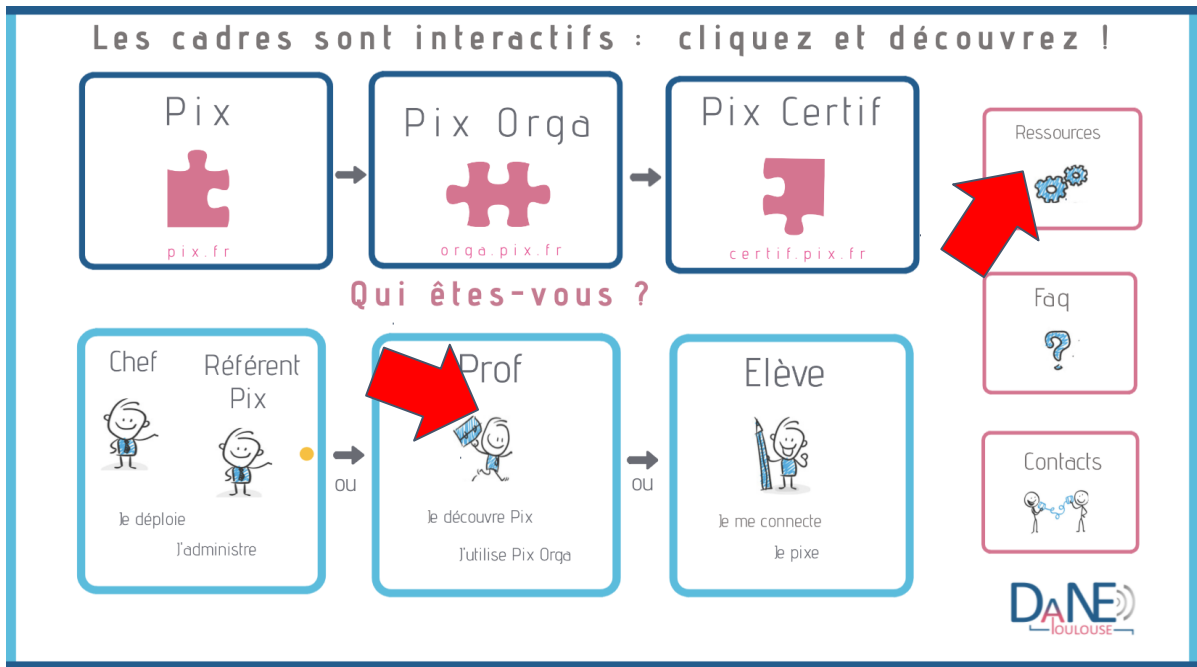 Les cadres sont interactifs : cliquez et découvrez !
Pix
pix.fr
Pix Orga
orga.pix.fr
Pix Certif
certif.pix.fr
Ressources
Qui êtes-vous ?
Faq
Chef
Référent
Pix
Je déploie
J'administre
ou
Prof
Je découvre Pix
J'utilise Pix Orga
ou
Elève
Je me connecte
Je pixe
Contacts
DANE
TOULOUSE